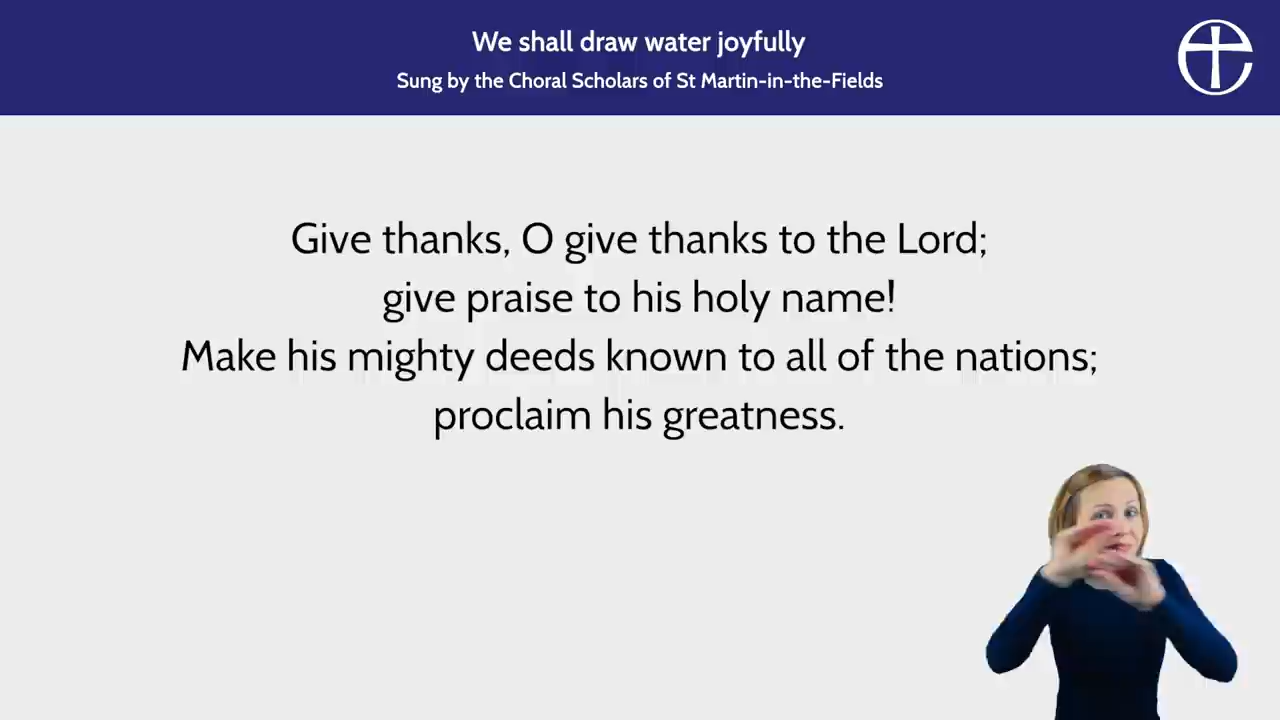 We shall draw water joyfully
Sung by the Choral Scholars of St Martin-in-the-Fields
Give thanks, O give thanks to the Lord;
give praise to his holy name!
Make his mighty deeds known to all of the nations;
proclaim his greatness.